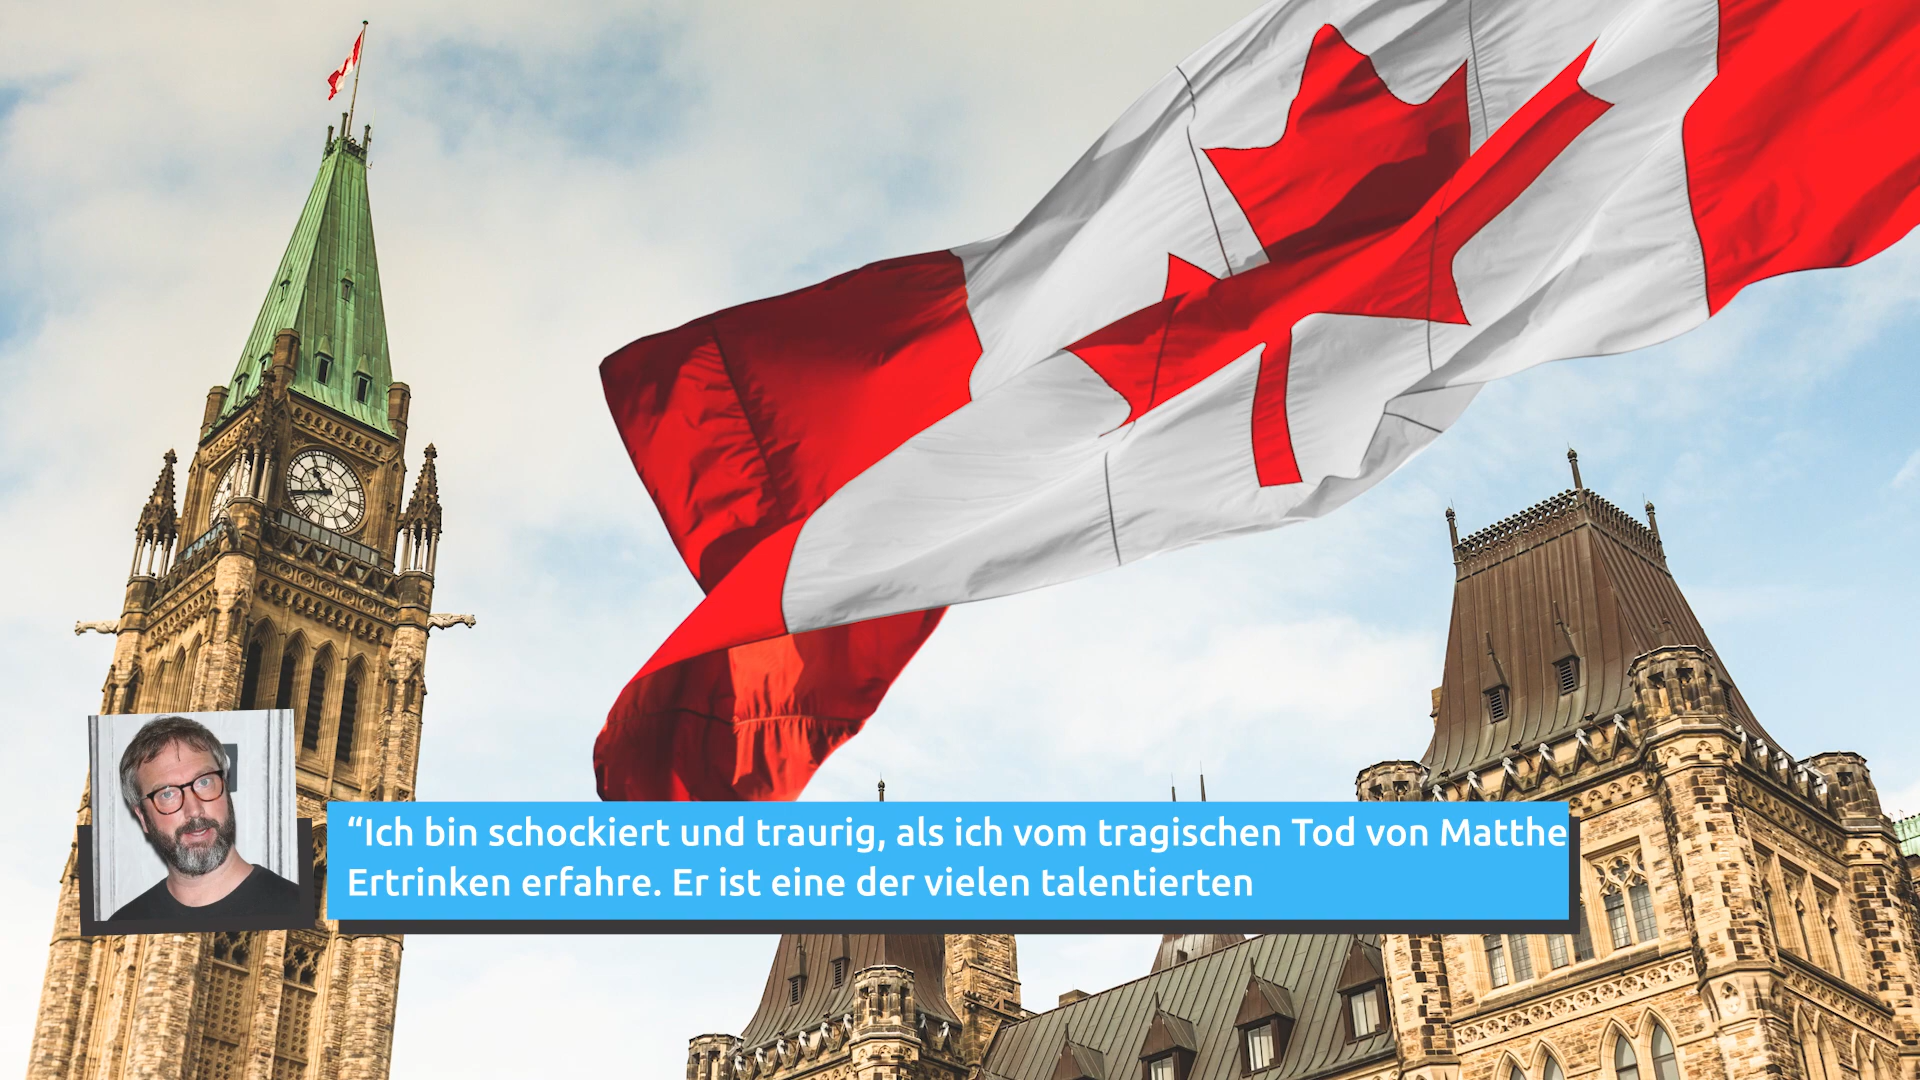 “Ich bin schockiert und traurig, als ich vom tragischen Tod von Matthe
Ertrinken erfahre. Er ist eine der vielen talentierten